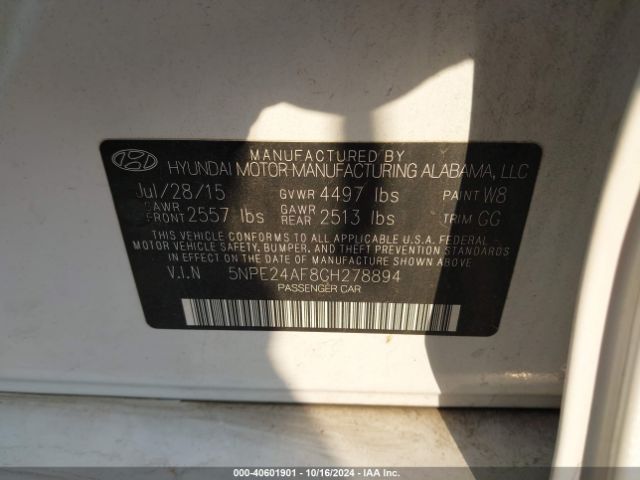 MANUFACTURED BY
HYUNDAI MOTOR MANUFACTURING ALABAMA, LLC
Jul/28/15 GVWR 4497 lbs PAINT W8
GAWR FRONT 2557 lbs GAWR REAR 2513 lbs TRIM GG
THIS VEHICLE CONFORMS TO ALL APPLICABLE U.S.A. FEDERAL
MOTOR VEHICLE SAFETY, BUMPER, AND THEFT PREVENTION STANDARDS
IN EFFECT ON THE DATE OF MANUFACTURE SHOWN ABOVE.
V.I.N 5NPE24AF8GH278894
PASSENGER CAR
000-40601901 - 10/16/2024 - IAA Inc.